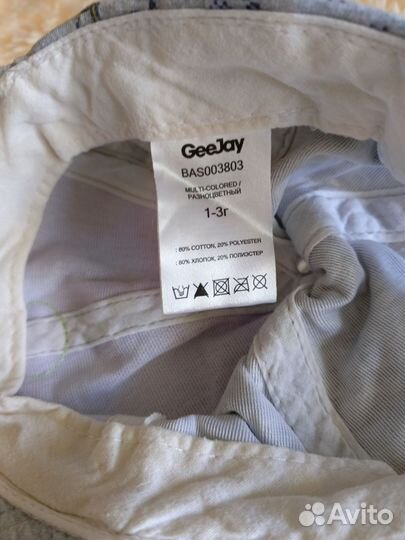 GeeJay
BAS003803
MULTI-COLORED /
РАЗНОЦВЕТНЫЙ
1-3г
: 80% COTTON, 20% POLYESTER
: 80% ХЛОПОК, 20% ПОЛИЭСТЕР
Avito